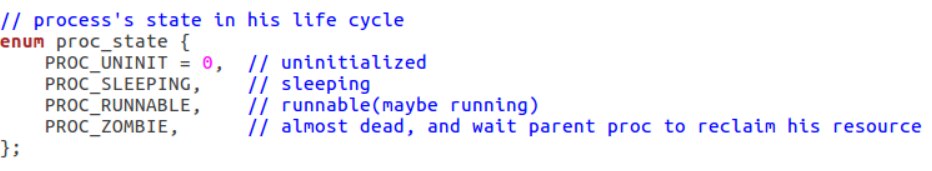 // process's state in his life cycle
enum proc_state {
    PROC_UNINIT = 0,  // uninitialized
    PROC_SLEEPING,    // sleeping
    PROC_RUNNABLE,    // runnable(maybe running)
    PROC_ZOMBIE,      // almost dead, and wait parent proc to reclaim his resource
};